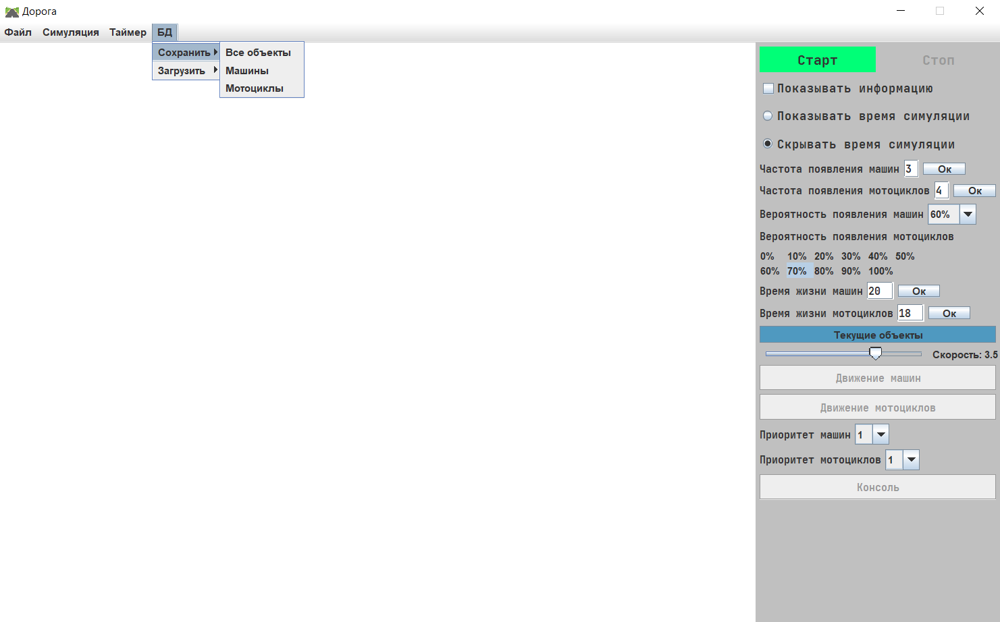 Дорога
Файл Симуляция Таймер БД
Сохранить
Загрузить
Все объекты
Машины
Мотоциклы
Старт Стоп
Показывать информацию
Показывать время симуляции
Скрывать время симуляции
Частота появления машин 3 Ок
Частота появления мотоциклов 4 Ок
Вероятность появления машин 60%
Вероятность появления мотоциклов
0% 10% 20% 30% 40% 50%
60% 70% 80% 90% 100%
Время жизни машин 20 Ок
Время жизни мотоциклов 18 Ок
Текущие объекты
Скорость: 3.5
Движение машин
Движение мотоциклов
Приоритет машин 1
Приоритет мотоциклов 1
Консоль